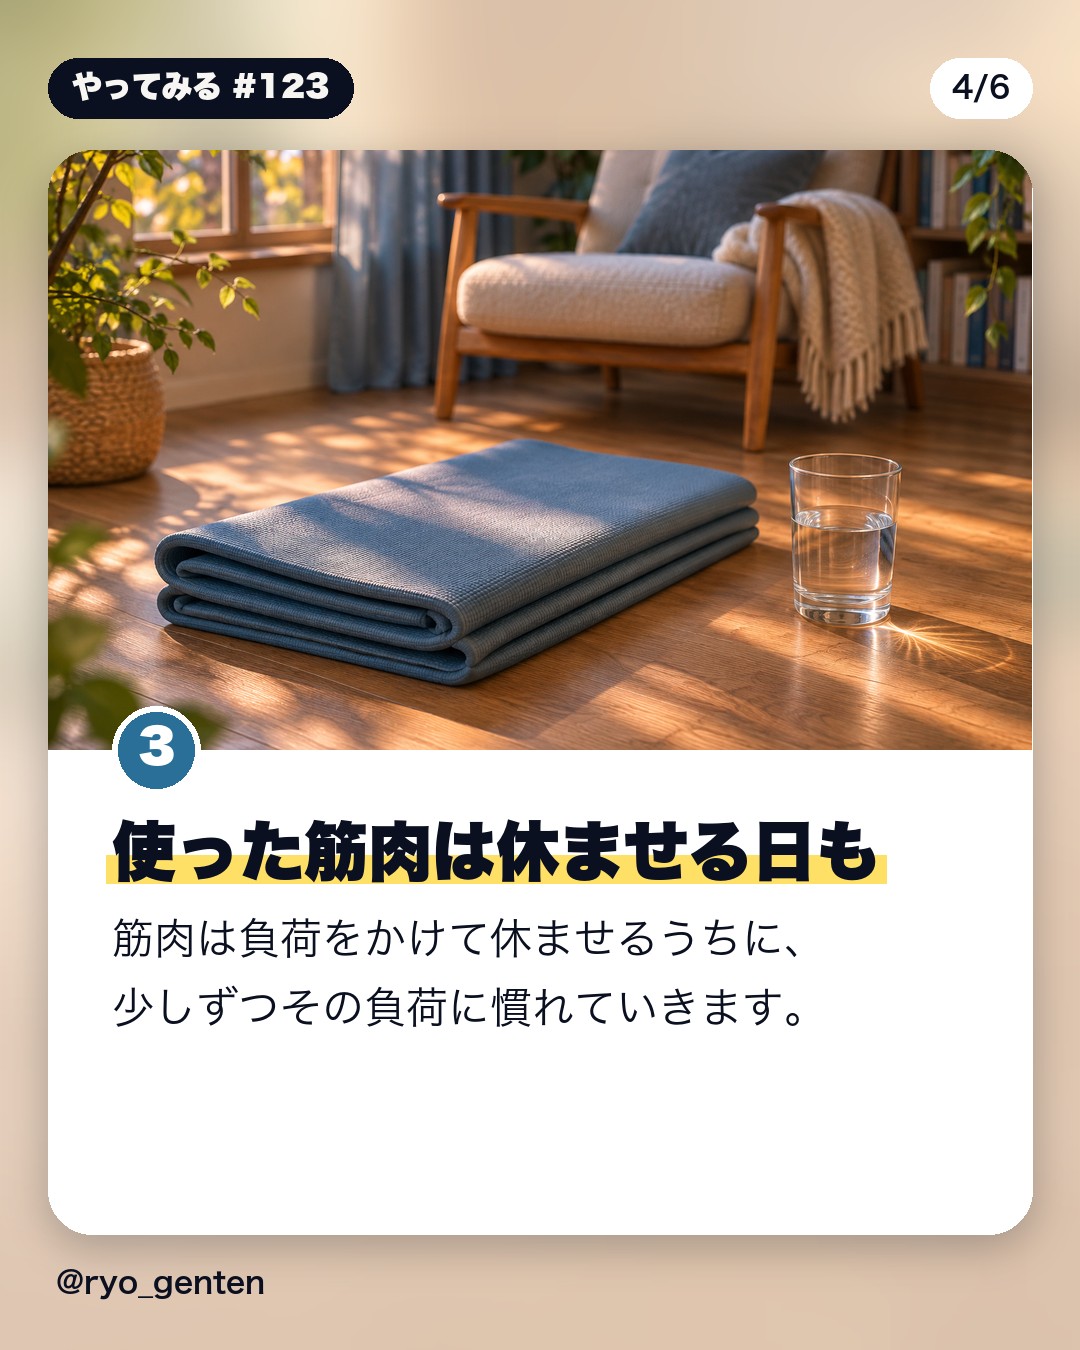 やってみる #123
4/6
3
使った筋肉は休ませる日も
筋肉は負荷をかけて休ませるうちに、
少しずつその負荷に慣れていきます。
@ryo_genten